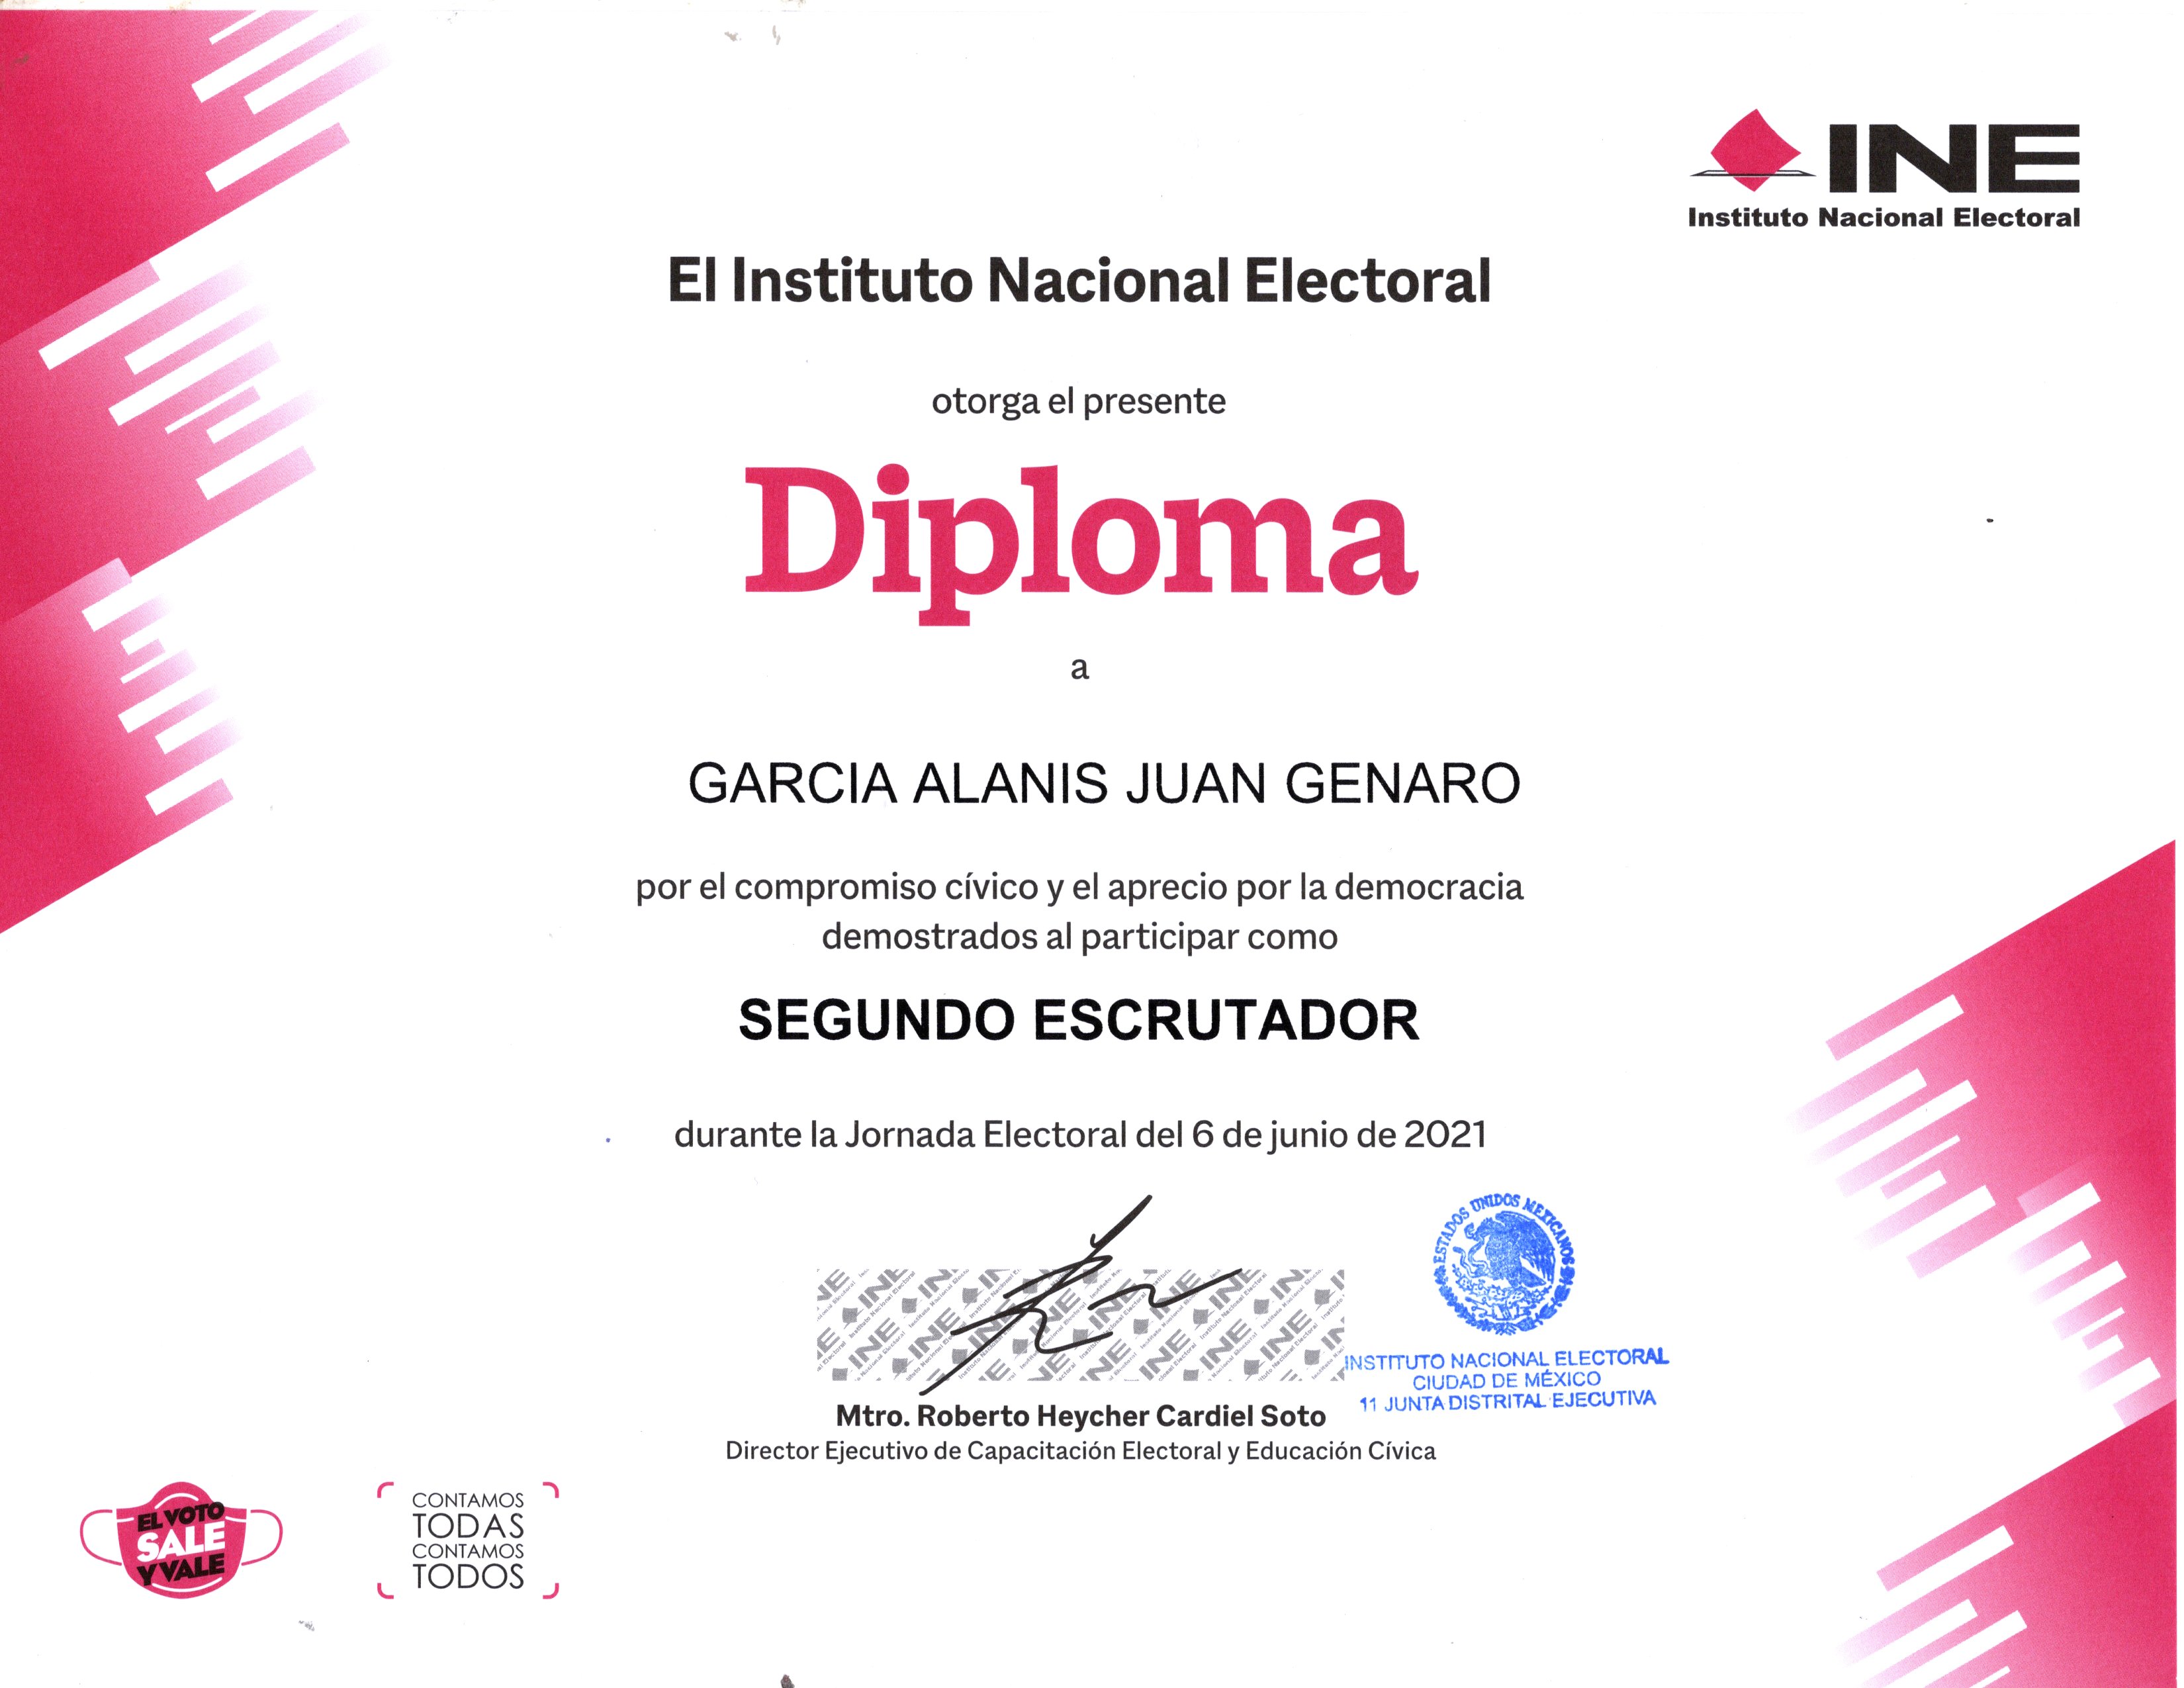 INE
Instituto Nacional Electoral
El Instituto Nacional Electoral
otorga el presente
Diploma
a
GARCIA ALANIS JUAN GENARO
por el compromiso cívico y el aprecio por la democracia
demostrados al participar como
SEGUNDO ESCRUTADOR
durante la Jornada Electoral del 6 de junio de 2021
ESTADOS UNIDOS MEXICANOS
INSTITUTO NACIONAL ELECTORAL
CIUDAD DE MÉXICO
11 JUNTA DISTRITAL EJECUTIVA
Mtro. Roberto Heycher Cardiel Soto
Director Ejecutivo de Capacitación Electoral y Educación Cívica
EL VOTO
SALE
Y VALE
CONTAMOS
TODAS
CONTAMOS
TODOS